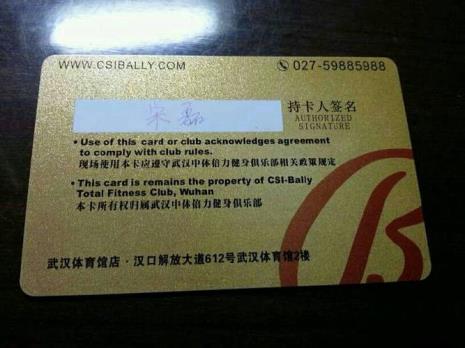 WWW.CSIBALLY.COM
027-59885988
宋磊
持卡人签名
AUTHORIZED
SIGNATURE
• Use of this card or club acknowledges agreement
to comply with club rules.
现场使用本卡应遵守武汉中体倍力健身俱乐部相关政策规定
• This card is remains the property of CSI-Bally
Total Fitness Club, Wuhan
本卡所有权归属武汉中体倍力健身俱乐部
武汉体育馆店 · 汉口解放大道612号武汉体育馆2楼